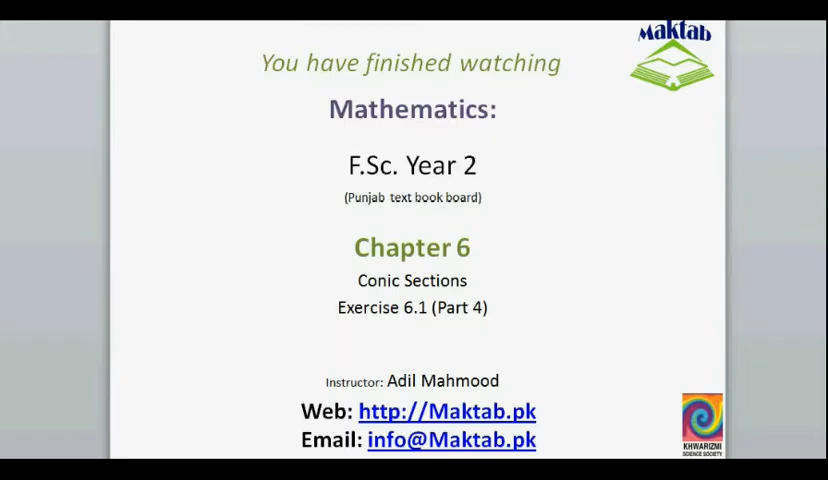 Maktab
You have finished watching
Mathematics:
F.Sc. Year 2
(Punjab text book board)
Chapter 6
Conic Sections
Exercise 6.1 (Part 4)
Instructor: Adil Mahmood
Web: http://Maktab.pk
Email: info@Maktab.pk
KHWARIZMI
SCIENCE SOCIETY